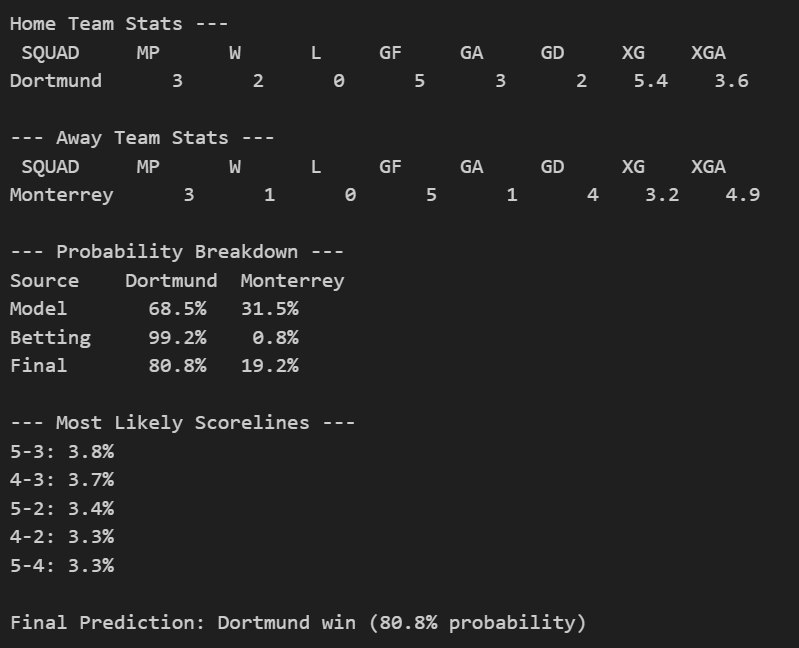 Home Team Stats ---
SQUAD MP W L GF GA GD XG XGA
Dortmund 3 2 0 5 3 2 5.4 3.6
--- Away Team Stats ---
SQUAD MP W L GF GA GD XG XGA
Monterrey 3 1 0 5 1 4 3.2 4.9
--- Probability Breakdown ---
Source Dortmund Monterrey
Model 68.5% 31.5%
Betting 99.2% 0.8%
Final 80.8% 19.2%
--- Most Likely Scorelines ---
5-3: 3.8%
4-3: 3.7%
5-2: 3.4%
4-2: 3.3%
5-4: 3.3%
Final Prediction: Dortmund win (80.8% probability)